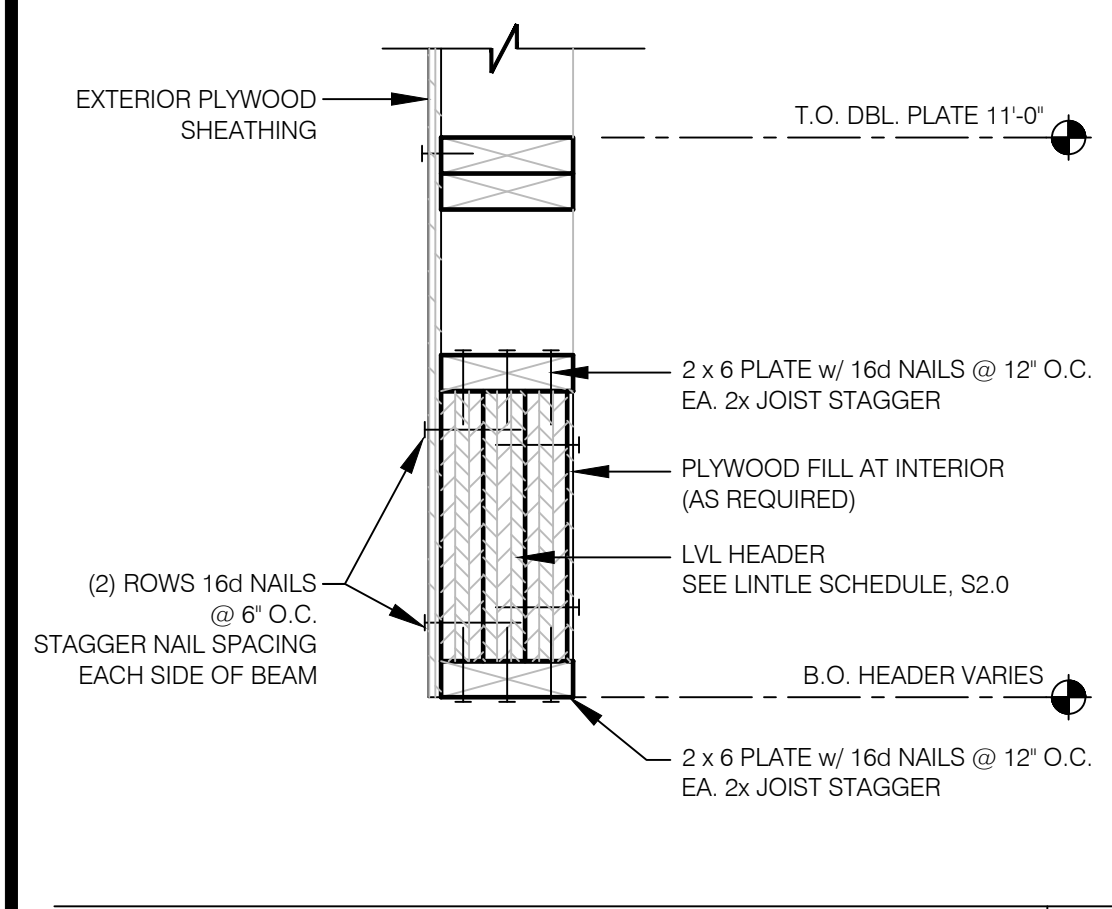 EXTERIOR PLYWOOD
SHEATHING
T.O. DBL. PLATE 11'-0"
2 x 6 PLATE w/ 16d NAILS @ 12" O.C.
EA. 2x JOIST STAGGER
PLYWOOD FILL AT INTERIOR
(AS REQUIRED)
LVL HEADER
SEE LINTLE SCHEDULE, S2.0
(2) ROWS 16d NAILS
@ 6" O.C.
STAGGER NAIL SPACING
EACH SIDE OF BEAM
B.O. HEADER VARIES
2 x 6 PLATE w/ 16d NAILS @ 12" O.C.
EA. 2x JOIST STAGGER